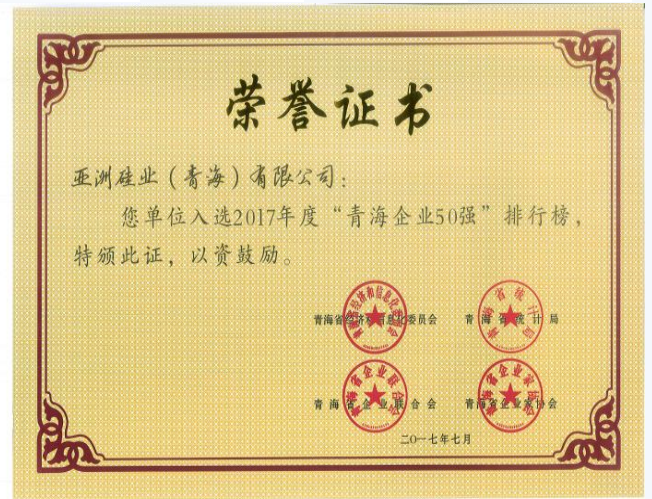 荣誉证书
亚洲硅业（青海）有限公司：
您单位入选2017年度“青海企业50强”排行榜，
特颁此证，以资鼓励。
青海省经济和信息化委员会 青海省统计局
青海省企业联合会 青海省企业家协会
二〇一七年七月